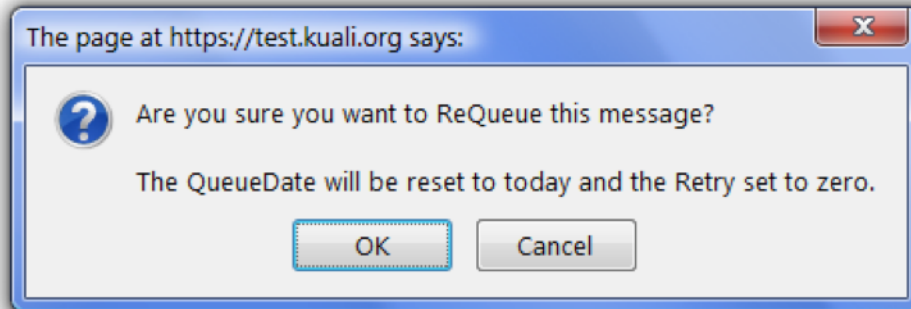 The page at https://test.kuali.org says:
Are you sure you want to ReQueue this message?
The QueueDate will be reset to today and the Retry set to zero.
OK
Cancel